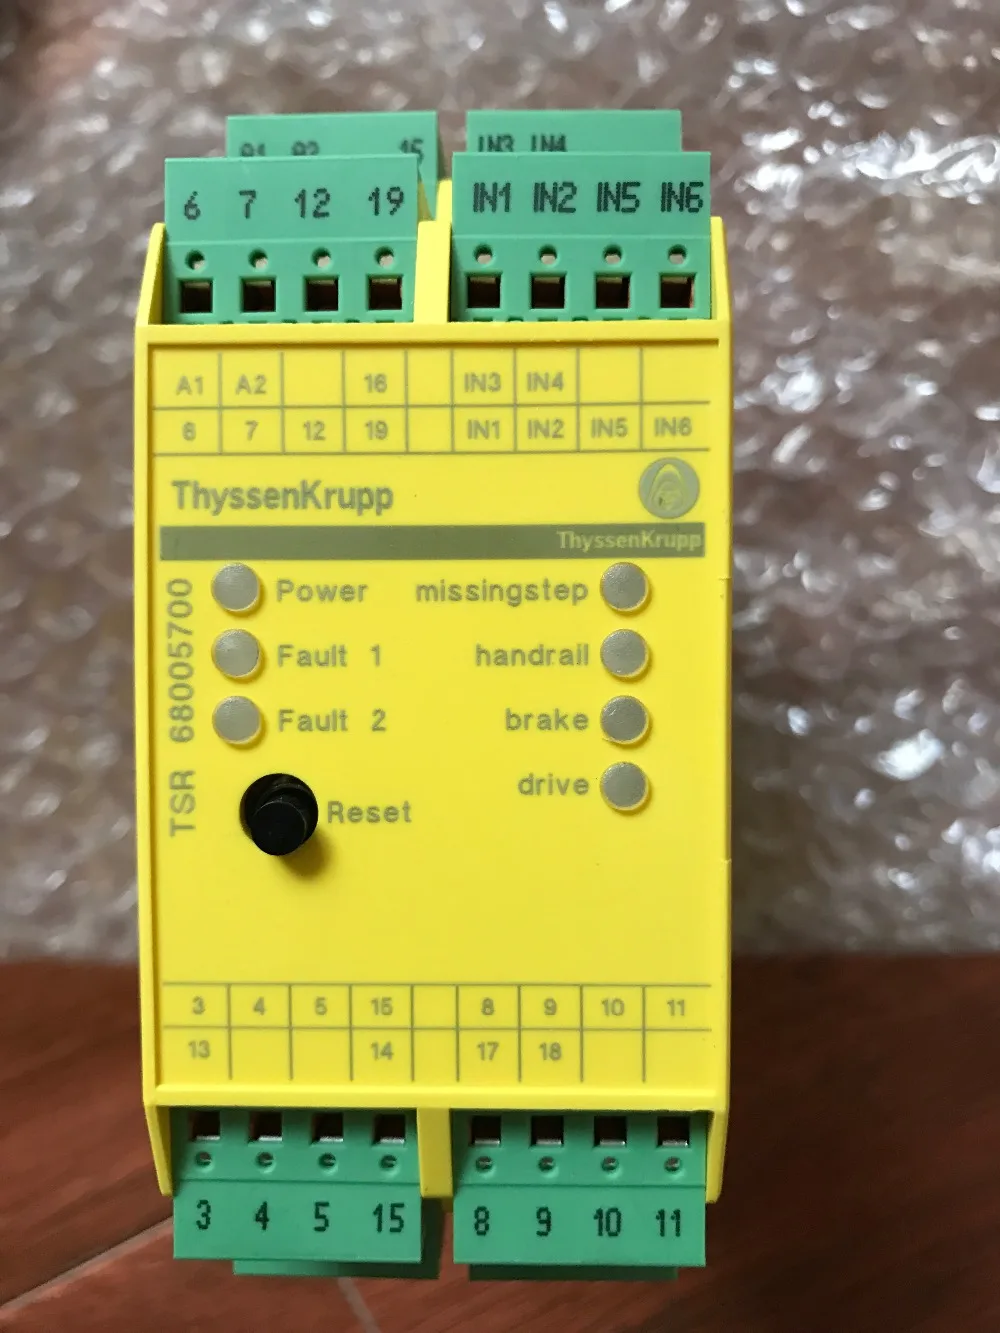 IN3 IN4
6 7 12 19 IN1 IN2 IN5 IN6
A1 A2 16 IN3 IN4
6 7 12 19 IN1 IN2 IN5 IN6
ThyssenKrupp
ThyssenKrupp
TSR 68005700
Power missingstep
Fault 1 handrail
Fault 2 brake
drive
Reset
3 4 5 15 8 9 10 11
13 14 17 18
3 4 5 15 8 9 10 11